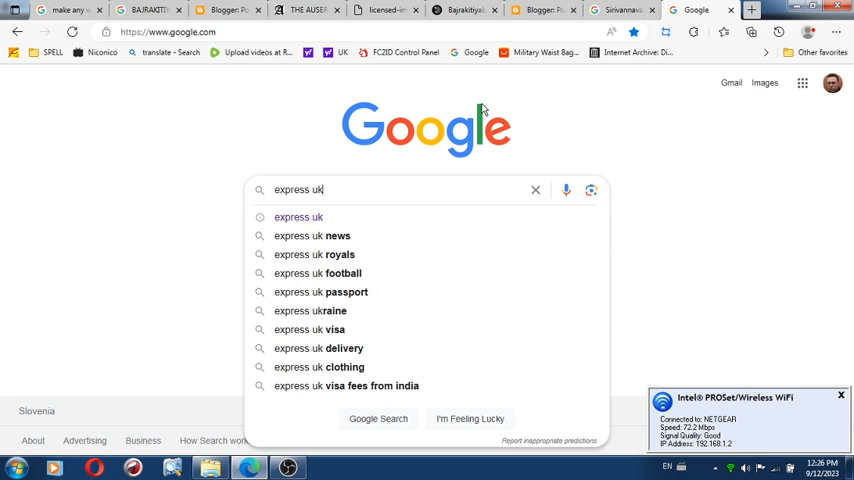 make any w
BAJRAKITIY
Blogger: Po
THE AUSER
licensed-im
Bajrakitiyab
Blogger: Po
Sirivannava
Google
https://www.google.com
SPELL
Niconico
translate - Search
Upload videos at R...
UK
FC2ID Control Panel
Google
Military Waist Bag...
Internet Archive: Di...
Other favorites
Gmail Images
Google
express uk
express uk
express uk news
express uk royals
express uk football
express uk passport
express ukraine
express uk visa
express uk delivery
express uk clothing
express uk visa fees from india
Google Search
I'm Feeling Lucky
Report inappropriate predictions
Slovenia
About Advertising Business How Search work
Intel® PROSet/Wireless WiFi
X
Connected to: NETGEAR
Speed: 72.2 Mbps
Signal Quality: Good
IP Address: 192.168.1.2
EN
12:26 PM
9/12/2023